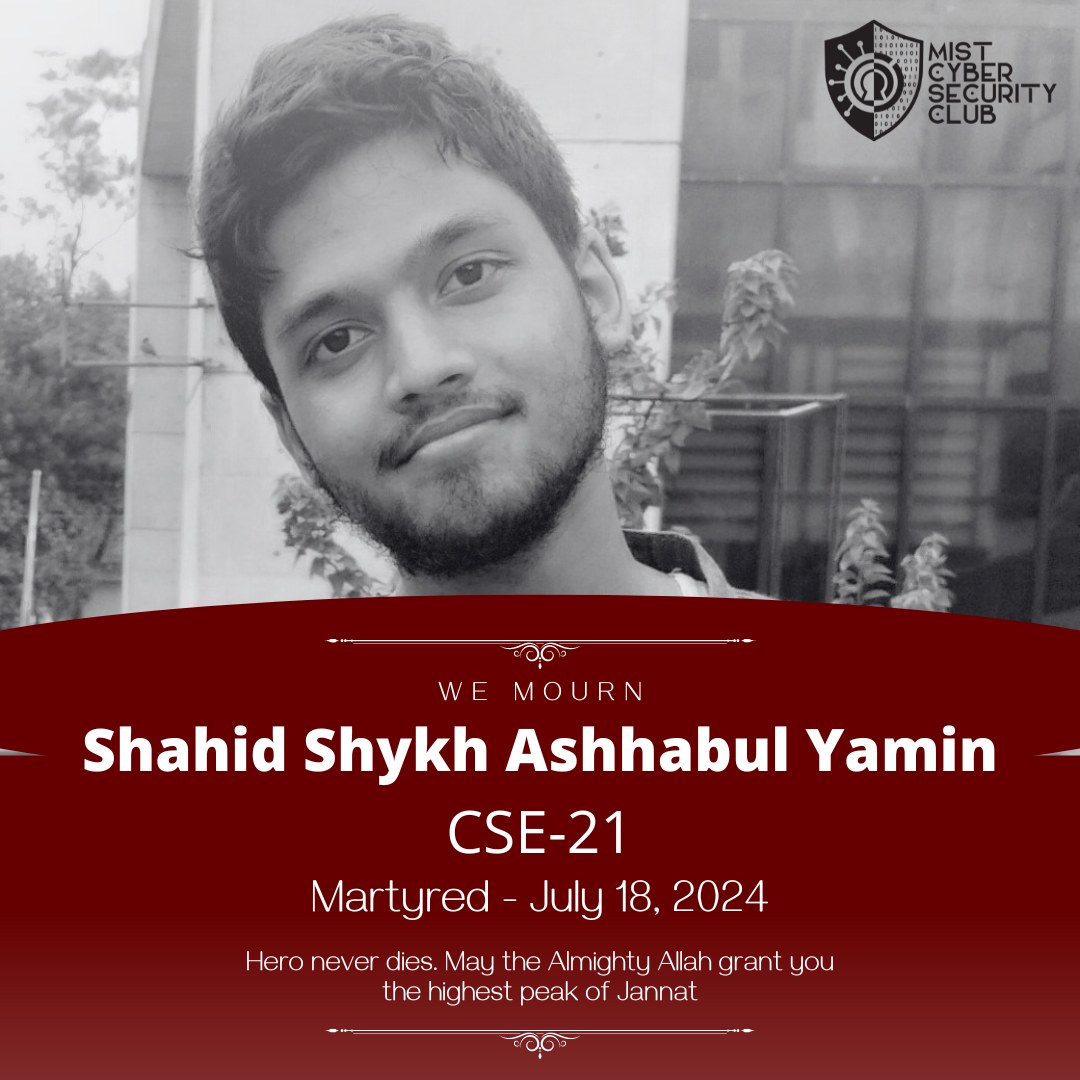 MIST
CYBER
SECURITY
CLUB
WE MOURN
Shahid Shykh Ashhabul Yamin
CSE-21
Martyred - July 18, 2024
Hero never dies. May the Almighty Allah grant you
the highest peak of Jannat